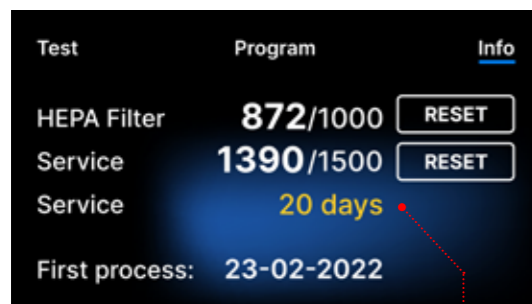 Test Program Info
HEPA Filter 872/1000 RESET
Service 1390/1500 RESET
Service 20 days
First process: 23-02-2022